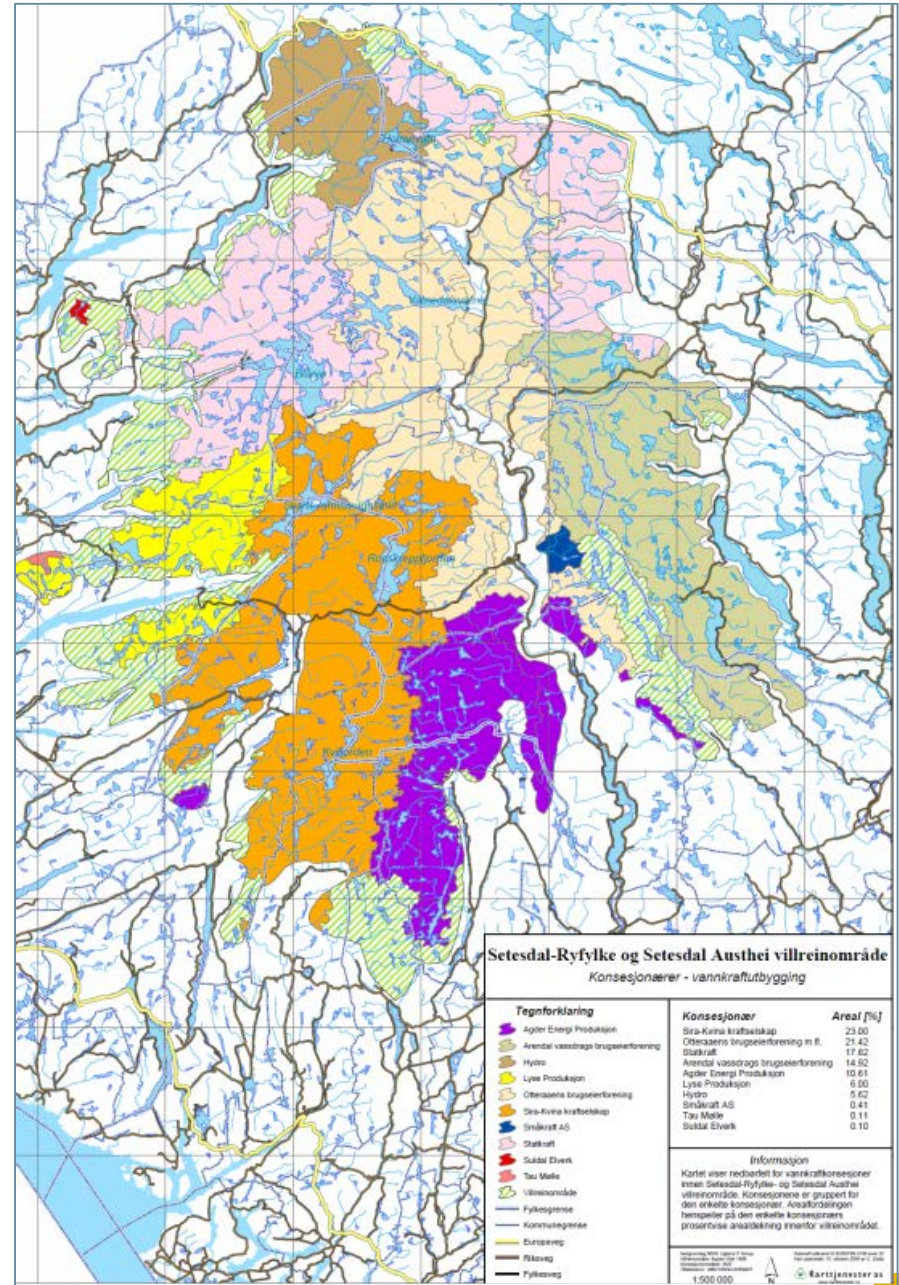 Blåsjø
Roskreppfjorden
Kvifjorden
Setesdal-Ryfylke og Setesdal Austhei villreinområde
Konsesjonærer - vannkraftutbygging
Tegnforklaring
Agder Energi Produksjon
Arendal vassdrags brugseierforening
Hydro
Lyse Produksjon
Otteraaens brugseierforening
Sira-Kvina kraftselskap
Småkraft AS
Statkraft
Suldal Elverk
Tau Mølle
Villreinområde
Fylkesgrense
Kommunegrense
Europaveg
Riksveg
Fylkesveg
Konsesjonær Areal [%]
Sira-Kvina kraftselskap 23.00
Otteraaens brugseierforening m.fl. 21.42
Statkraft 17.82
Arendal vassdrags brugseierforening 14.92
Agder Energi Produksjon 10.61
Lyse Produksjon 6.00
Hydro 5.62
Småkraft AS 0.41
Tau Mølle 0.11
Suldal Elverk 0.10
Informasjon
Kartet viser nedbørfelt for vannkraftkonsesjoner
innen Setesdal-Ryfylke- og Setesdal Austhei
villreinområde. Konsesjonene er gruppert for
den enkelte konsesjonær. Arealfordelingen
henspeiler på den enkelte konsesjonærs
prosentvise arealdekning innenfor villreinområdet.
1:500 000
N
Karttjenester as